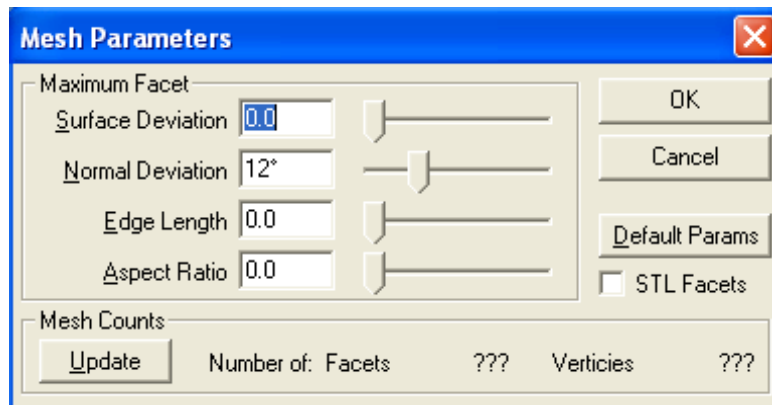 Mesh Parameters
Maximum Facet
Surface Deviation 0.0
Normal Deviation 12°
Edge Length 0.0
Aspect Ratio 0.0
OK
Cancel
Default Params
STL Facets
Mesh Counts
Update Number of: Facets ??? Verticies ???